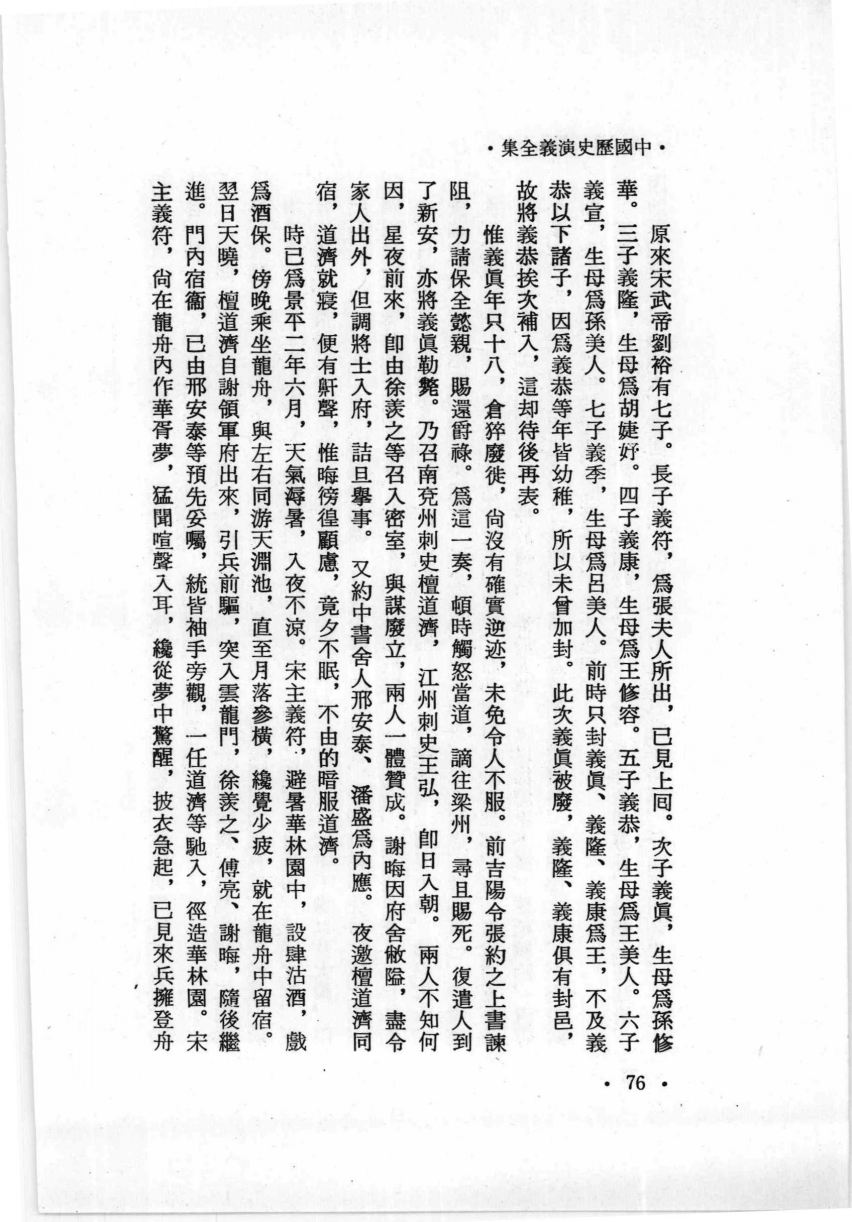 ·中國歷史演義全集·
原來宋武帝劉裕有七子。長子義符，爲張夫人所出，已見上回。次子義眞，生母爲孫修
華。三子義隆，生母爲胡婕妤。四子義康，生母爲王修容。五子義恭，生母爲王美人。六子
義宣，生母爲孫美人。七子義季，生母爲呂美人。前時只封義眞、義隆、義康爲王，不及義
恭以下諸子，因爲義恭等年皆幼稚，所以未曾加封。此次義眞被廢，義隆、義康俱有封邑，
故將義恭挨次補入，這却待後再表。
惟義眞年只十八，倉猝廢徙，尙沒有確實逆迹，未免令人不服。前吉陽令張約之上書諫
阻，力請保全懿親，賜還爵祿。爲這一奏，頓時觸怒當道，謫往梁州，尋且賜死。復遣人到
了新安，亦將義眞勒斃。乃召南兗州刺史檀道濟，江州刺史王弘，卽日入朝。兩人不知何
因，星夜前來，卽由徐羨之等召入密室，與謀廢立，兩人一體贊成。謝晦因府舍敝隘，盡令
家人出外，但調將士入府，詰旦擧事。又約中書舍人邢安泰、潘盛爲內應。夜邀檀道濟同
宿，道濟就寢，便有鼾聲，惟晦徬徨顧慮，竟夕不眠，不由的暗服道濟。
時已爲景平二年六月，天氣溽暑，入夜不涼。宋主義符，避暑華林園中，設肆沽酒，戲
爲酒保。傍晚乘坐龍舟，與左右同游天淵池，直至月落參橫，纔覺少疲，就在龍舟中留宿。
翌日天曉，檀道濟自謝領軍府出來，引兵前驅，突入雲龍門，徐羨之、傅亮、謝晦，隨後繼
進。門內宿衞，已由邢安泰等預先妥囑，統皆袖手旁觀，一任道濟等馳入，徑造華林園。宋
主義符，尙在龍舟內作華胥夢，猛聞喧聲入耳，纔從夢中驚醒，披衣急起，已見來兵擁登舟
·76·